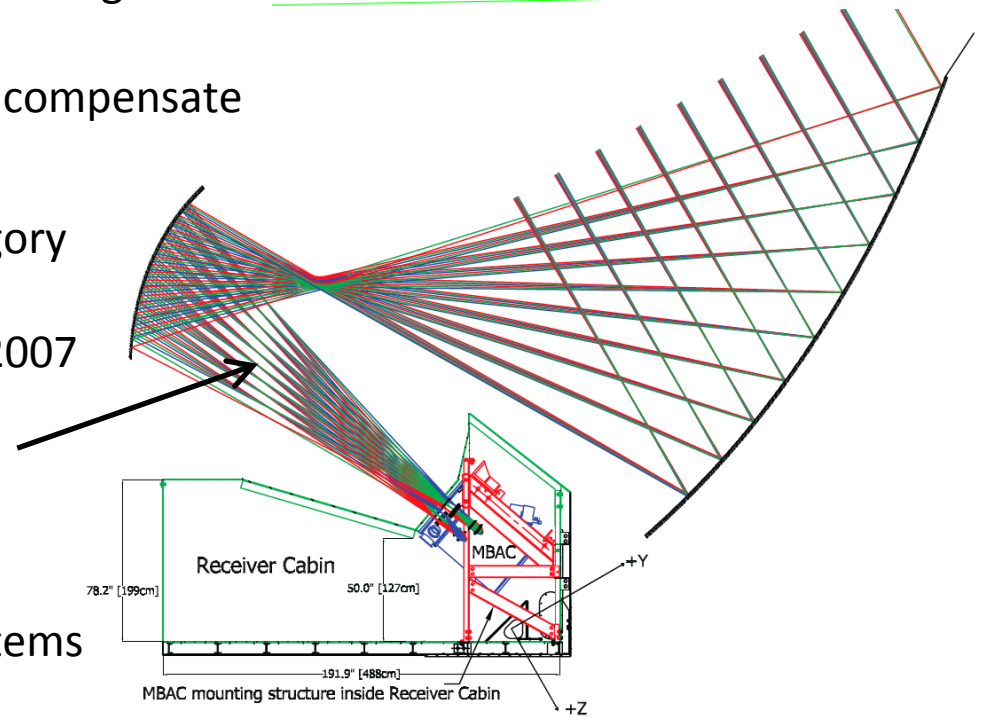 g
compensate
gory
2007
Receiver Cabin
MBAC
+Y
78.2" [199cm]
50.0" [127cm]
tems
191.9" [488cm]
MBAC mounting structure inside Receiver Cabin
+Z